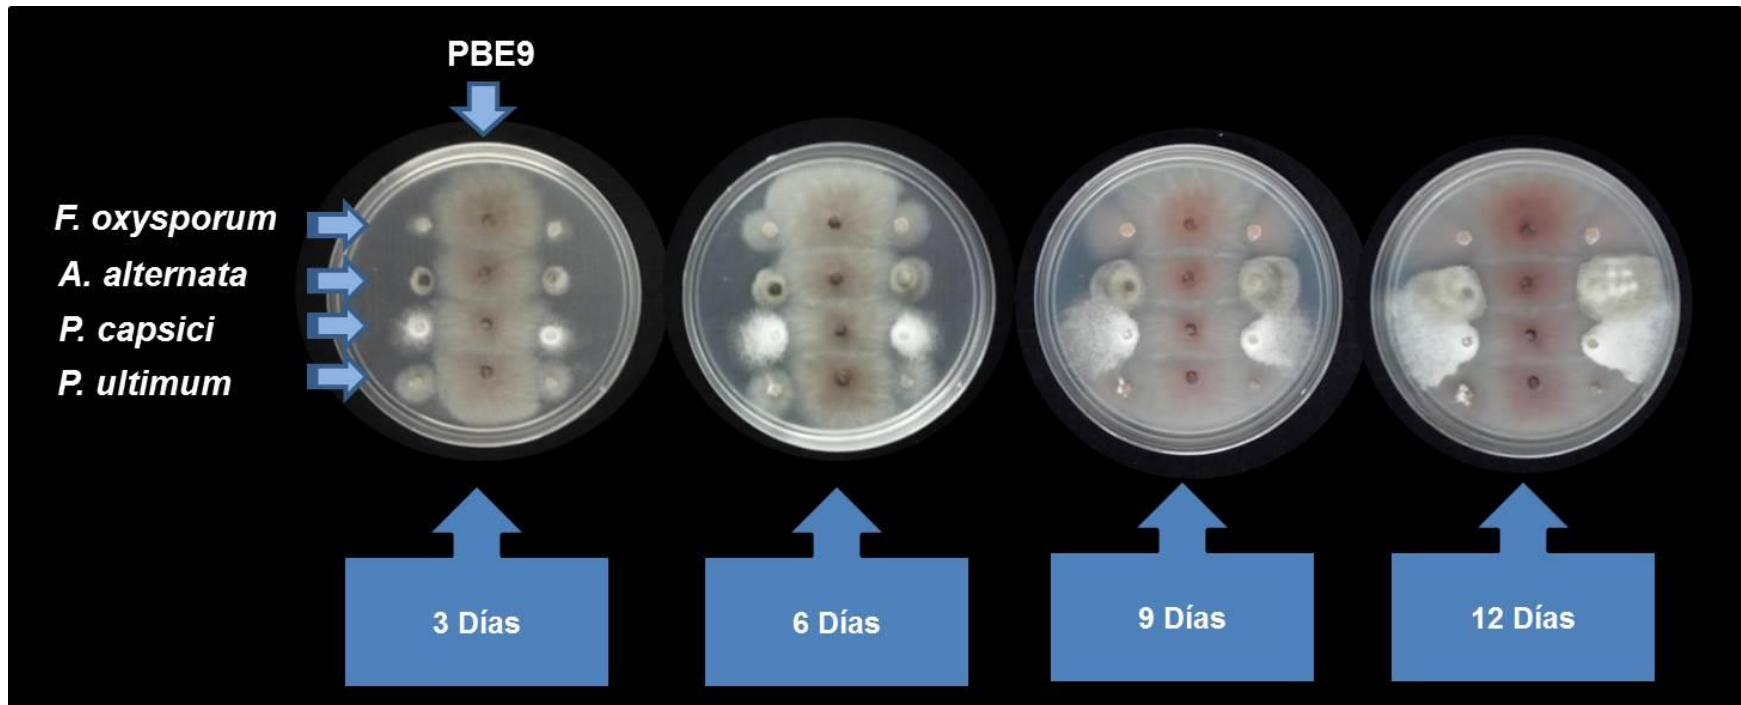 PBE9
F. oxysporum
A. alternata
P. capsici
P. ultimum
3 Días
6 Días
9 Días
12 Días